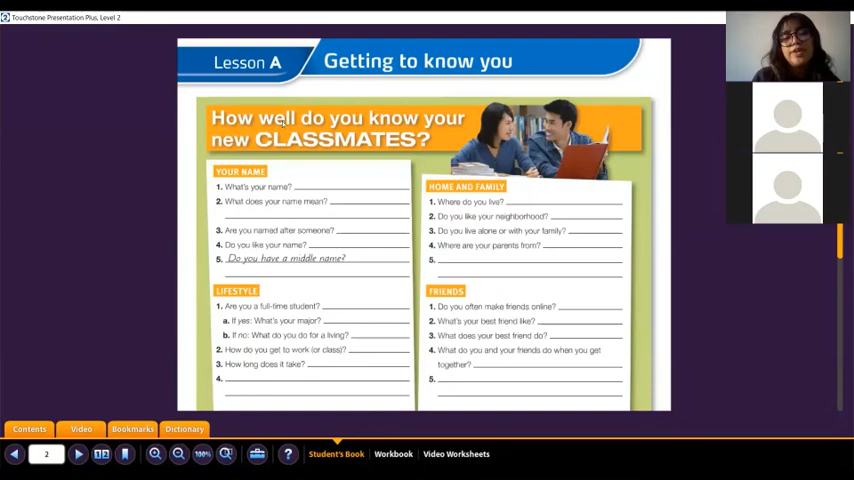 Touchstone Presentation Plus, Level 2
Lesson A
Getting to know you
How well do you know your
new CLASSMATES?
YOUR NAME
1. What's your name?
2. What does your name mean?
3. Are you named after someone?
4. Do you like your name?
5. Do you have a middle name?
LIFESTYLE
1. Are you a full-time student?
a. If yes: What's your major?
b. If no: What do you do for a living?
2. How do you get to work (or class)?
3. How long does it take?
4.
HOME AND FAMILY
1. Where do you live?
2. Do you like your neighborhood?
3. Do you live alone or with your family?
4. Where are your parents from?
5.
FRIENDS
1. Do you often make friends online?
2. What's your best friend like?
3. What does your best friend do?
4. What do you and your friends do when you get
together?
5.
Contents
Video
Bookmarks
Dictionary
2
1 2
100%
?
Student's Book
Workbook
Video Worksheets